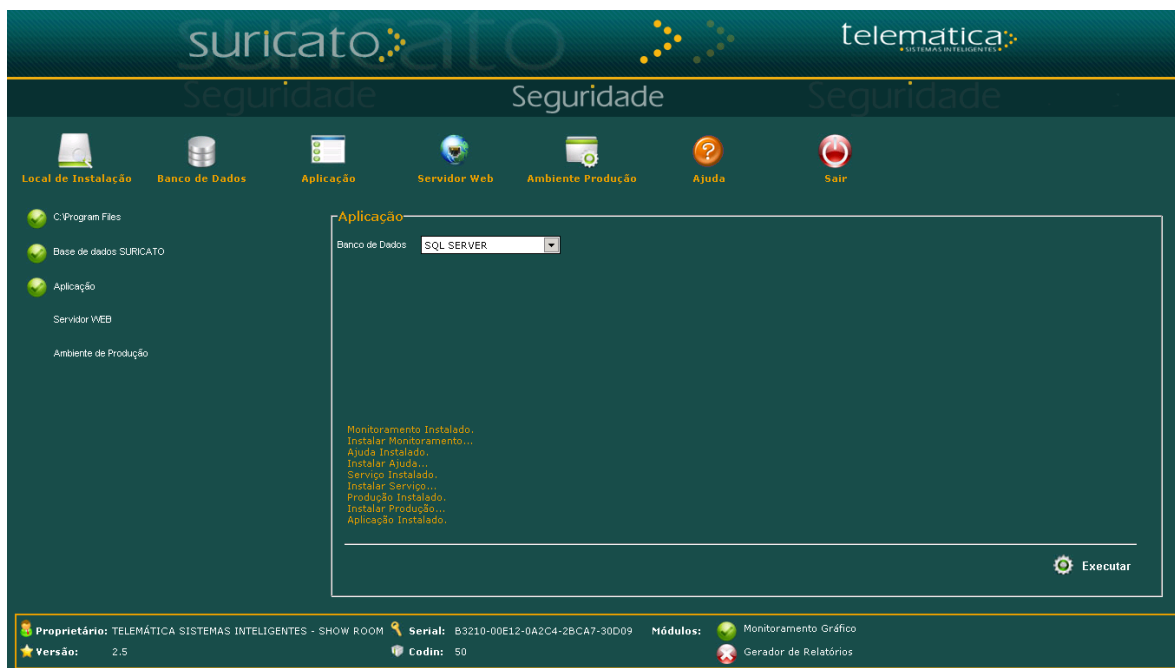 suricato
telemática
SISTEMAS INTELIGENTES
Seguridade Seguridade Seguridade
Local de Instalação Banco de Dados Aplicação Servidor Web Ambiente Produção Ajuda Sair
C:\Program Files
Base de dados SURICATO
Aplicação
Servidor WEB
Ambiente de Produção
Aplicação
Banco de Dados SQL SERVER
Monitoramento Instalado.
Instalar Monitoramento...
Ajuda Instalado.
Instalar Ajuda...
Serviço Instalado.
Instalar Serviço...
Produção Instalado.
Instalar Produção...
Aplicação Instalado.
Executar
Proprietário: TELEMÁTICA SISTEMAS INTELIGENTES - SHOW ROOM Serial: B3210-00E12-0A2C4-2BCA7-30D09 Módulos: Monitoramento Gráfico
Versão: 2.5 Codin: 50 Gerador de Relatórios